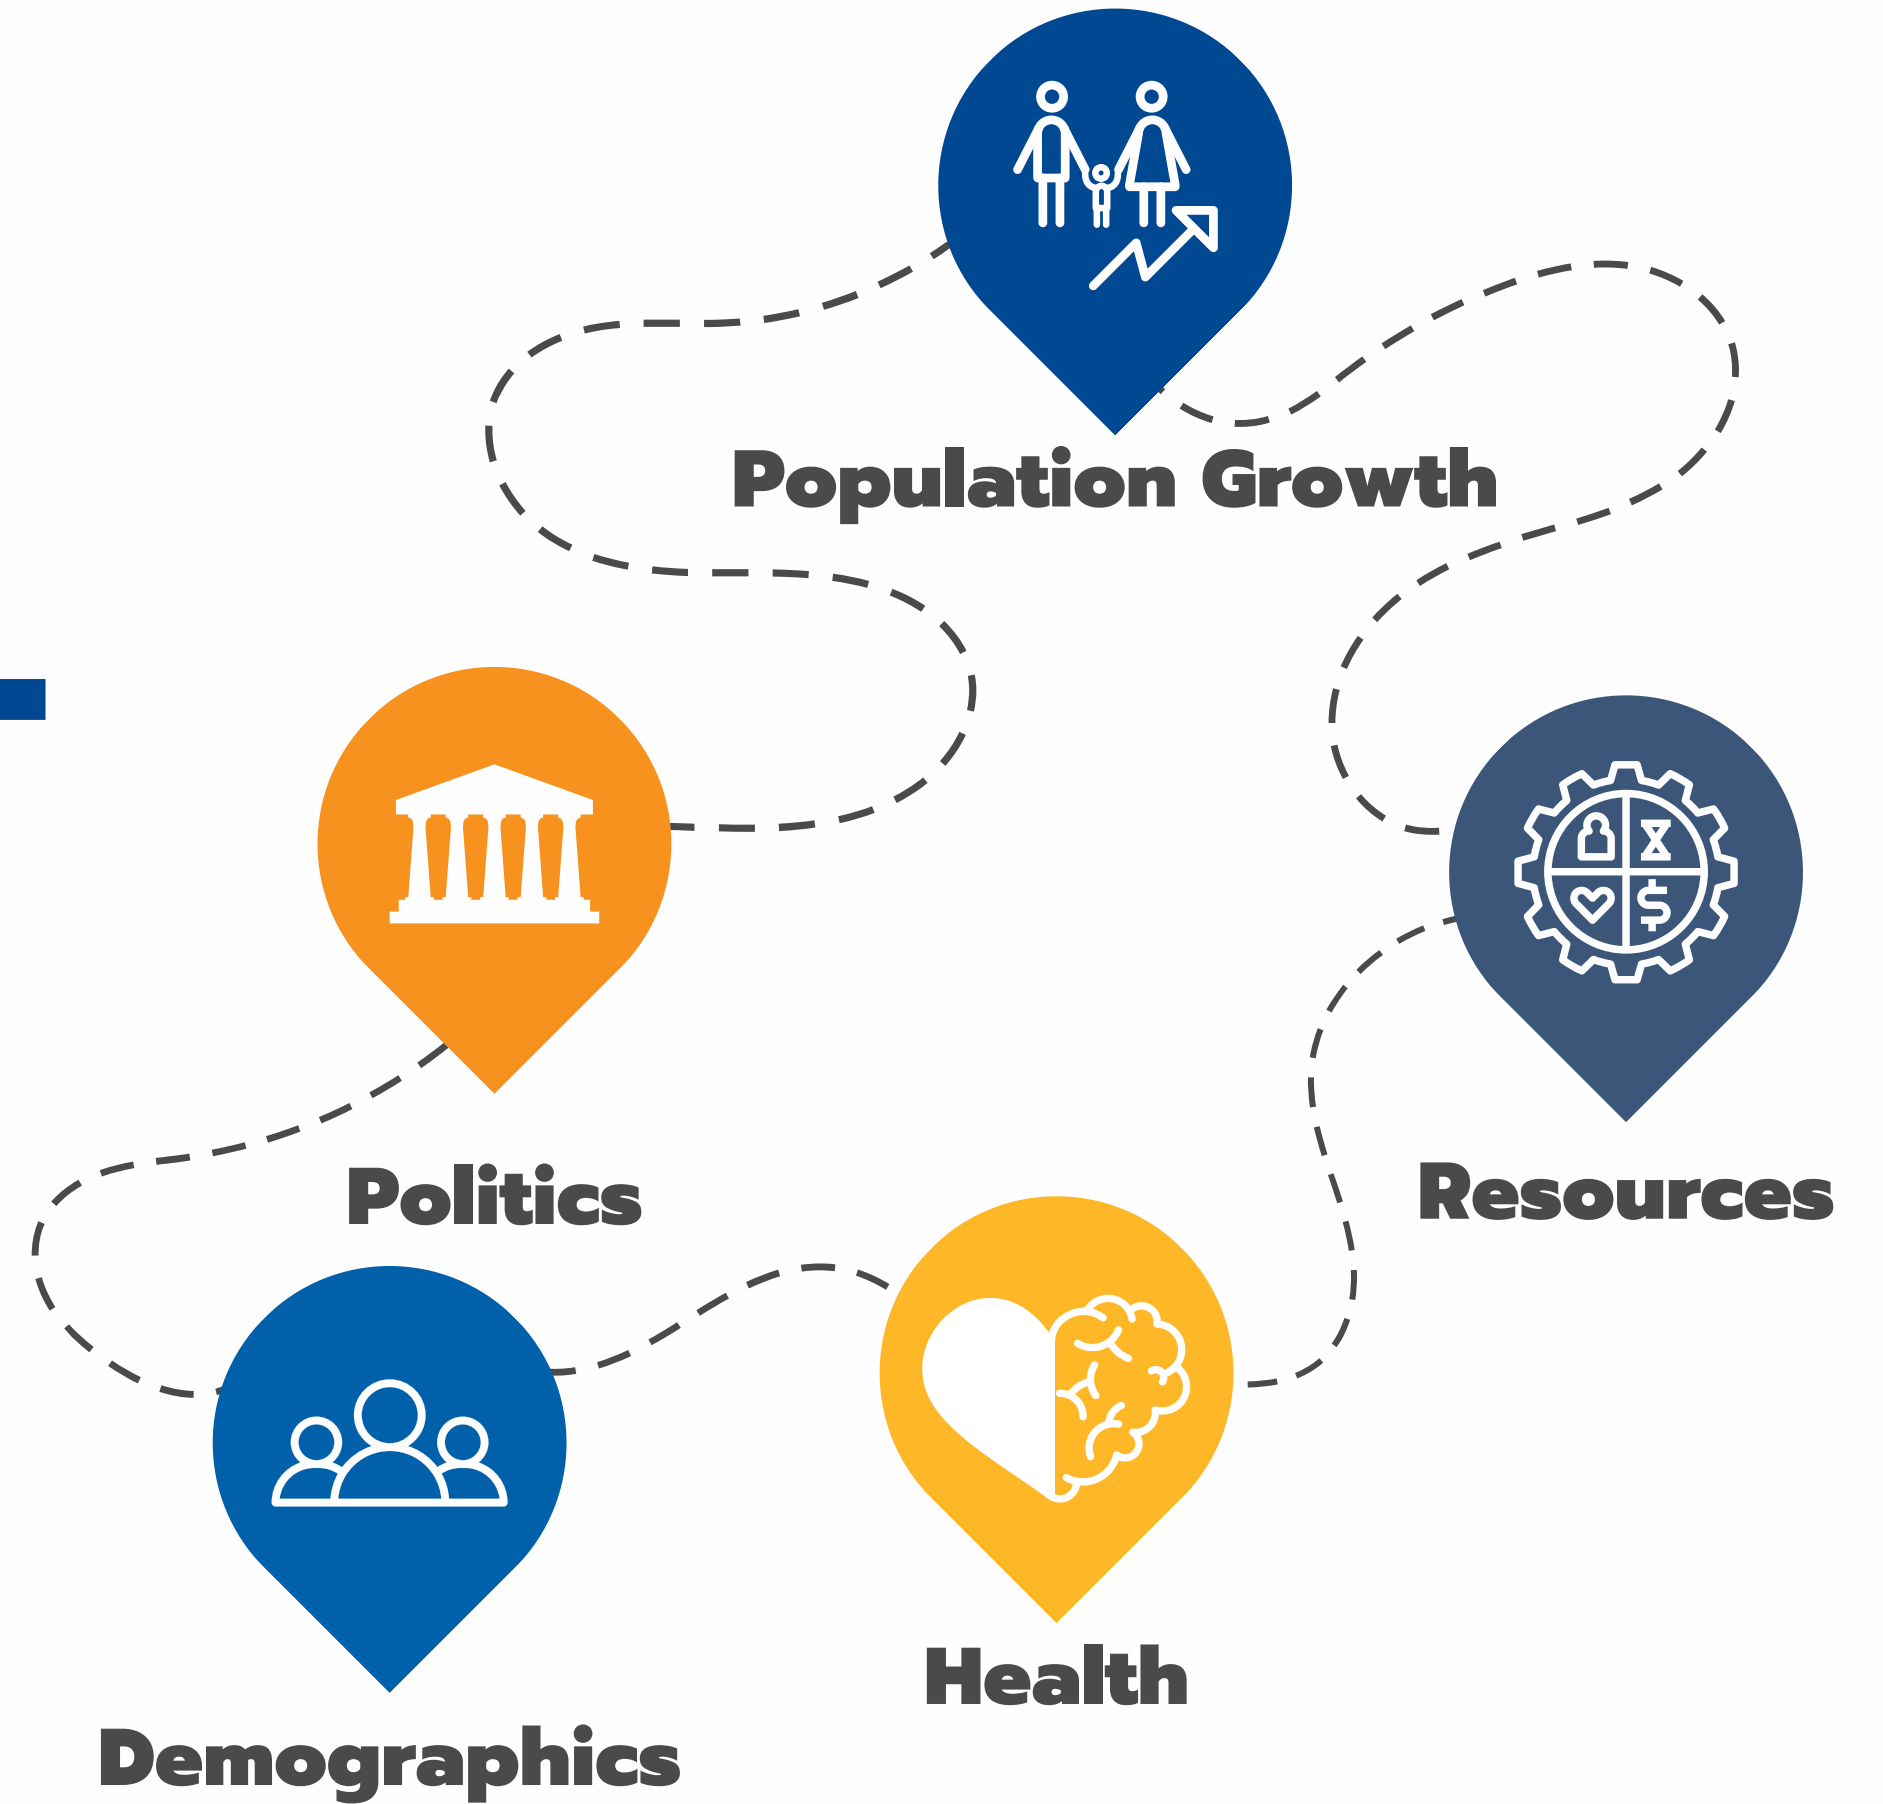 Population Growth
Politics
Resources
Health
Demographics